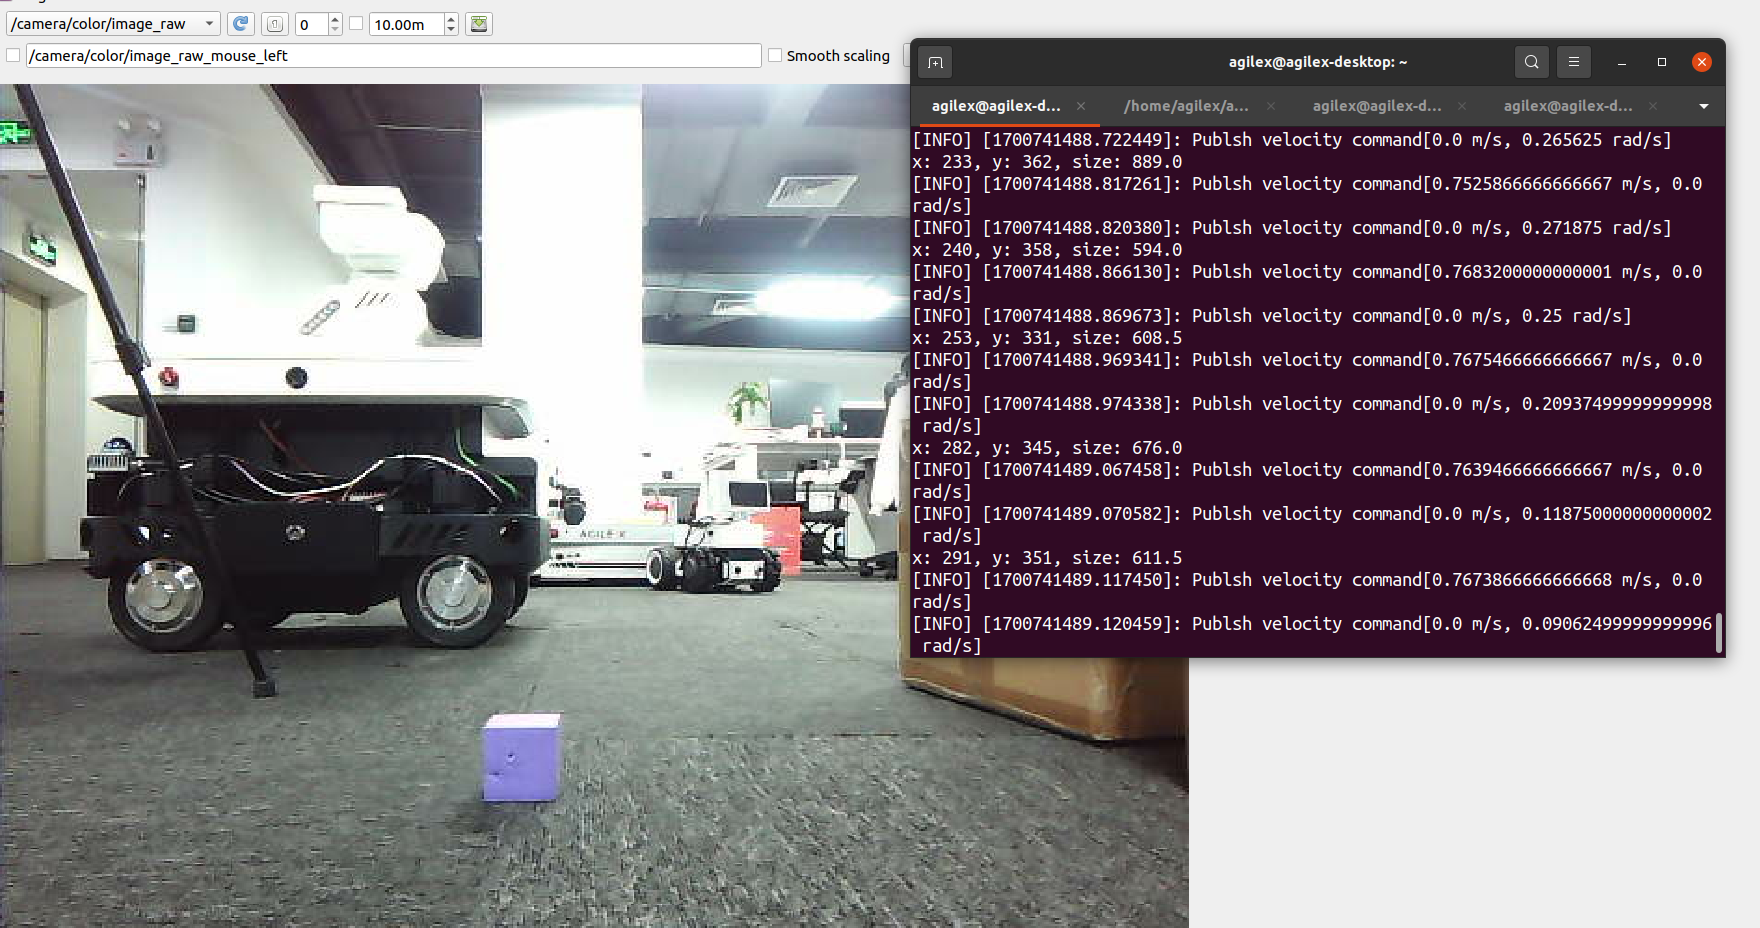 /camera/color/image_raw
0
10.00m
/camera/color/image_raw_mouse_left
Smooth scaling
agilex@agilex-desktop: ~
agilex@agilex-d...
/home/agilex/a...
agilex@agilex-d...
agilex@agilex-d...
[INFO] [1700741488.722449]: Publsh velocity command[0.0 m/s, 0.265625 rad/s]
x: 233, y: 362, size: 889.0
[INFO] [1700741488.817261]: Publsh velocity command[0.7525866666666667 m/s, 0.0
rad/s]
[INFO] [1700741488.820380]: Publsh velocity command[0.0 m/s, 0.271875 rad/s]
x: 240, y: 358, size: 594.0
[INFO] [1700741488.866130]: Publsh velocity command[0.7683200000000001 m/s, 0.0
rad/s]
[INFO] [1700741488.869673]: Publsh velocity command[0.0 m/s, 0.25 rad/s]
x: 253, y: 331, size: 608.5
[INFO] [1700741488.969341]: Publsh velocity command[0.7675466666666667 m/s, 0.0
rad/s]
[INFO] [1700741488.974338]: Publsh velocity command[0.0 m/s, 0.20937499999999998
rad/s]
x: 282, y: 345, size: 676.0
[INFO] [1700741489.067458]: Publsh velocity command[0.7639466666666667 m/s, 0.0
rad/s]
[INFO] [1700741489.070582]: Publsh velocity command[0.0 m/s, 0.11875000000000002
rad/s]
x: 291, y: 351, size: 611.5
[INFO] [1700741489.117450]: Publsh velocity command[0.7673866666666668 m/s, 0.0
rad/s]
[INFO] [1700741489.120459]: Publsh velocity command[0.0 m/s, 0.09062499999999996
rad/s]
AGILE X